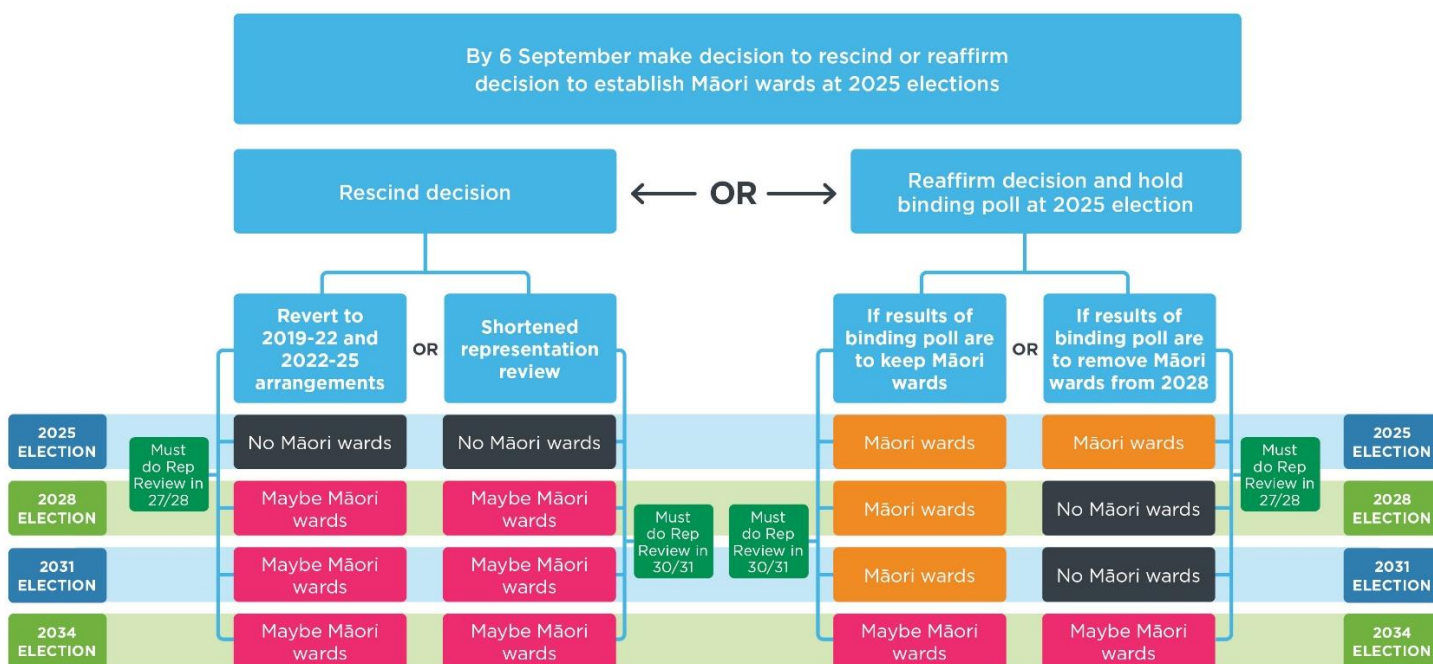 By 6 September make decision to rescind or reaffirm
decision to establish Māori wards at 2025 elections
Rescind decision
OR
Reaffirm decision and hold
binding poll at 2025 election
Revert to
2019-22 and
2022-25
arrangements
OR
Shortened
representation
review
If results of
binding poll are
to keep Māori
wards
OR
If results of
binding poll are
to remove Māori
wards from 2028
2025
ELECTION
Must
do Rep
Review in
27/28
No Māori wards
No Māori wards
Māori wards
Māori wards
Must
do Rep
Review in
27/28
2025
ELECTION
2028
ELECTION
Maybe Māori
wards
Maybe Māori
wards
Must
do Rep
Review in
30/31
Must
do Rep
Review in
30/31
Māori wards
No Māori wards
2028
ELECTION
2031
ELECTION
Maybe Māori
wards
Maybe Māori
wards
Māori wards
No Māori wards
2031
ELECTION
2034
ELECTION
Maybe Māori
wards
Maybe Māori
wards
Maybe Māori
wards
Maybe Māori
wards
2034
ELECTION